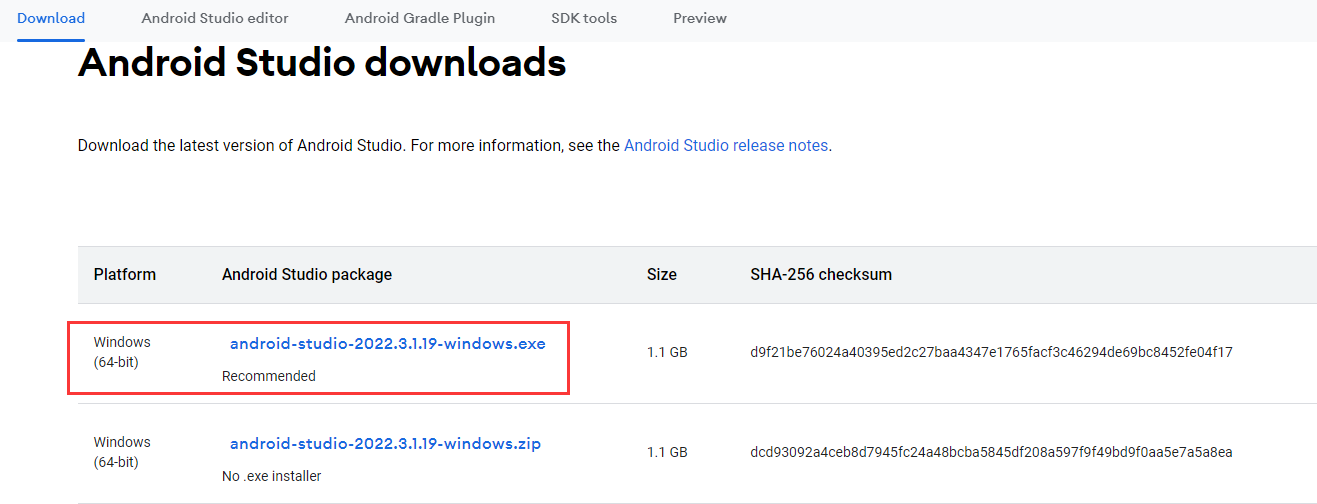 Download Android Studio editor Android Gradle Plugin SDK tools Preview
Android Studio downloads
Download the latest version of Android Studio. For more information, see the Android Studio release notes.
Platform Android Studio package Size SHA-256 checksum
Windows
(64-bit)
android-studio-2022.3.1.19-windows.exe
Recommended
1.1 GB
d9f21be76024a40395ed2c27baa4347e1765facf3c46294de69bc8452fe04f17
Windows
(64-bit)
android-studio-2022.3.1.19-windows.zip
No .exe installer
1.1 GB
dcd93092a4ceb8d7945fc24a48bcba5845df208a597f9f49bd9f0aa5e7a5a8ea